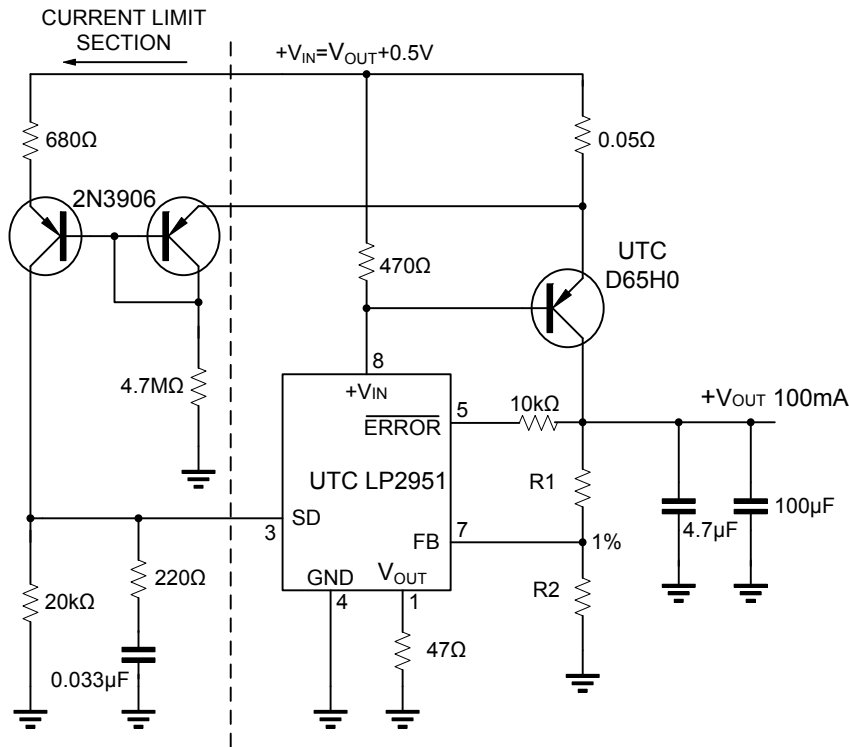 CURRENT LIMIT
SECTION
+VIN=VOUT+0.5V
680Ω
0.05Ω
2N3906
470Ω
UTC
D65H0
8
4.7MΩ
+VIN
5
10kΩ
+VOUT 100mA
ERROR
UTC LP2951
R1
3
SD
7
FB
1%
4.7µF
100µF
220Ω
GND
VOUT
R2
20kΩ
4
1
47Ω
0.033µF